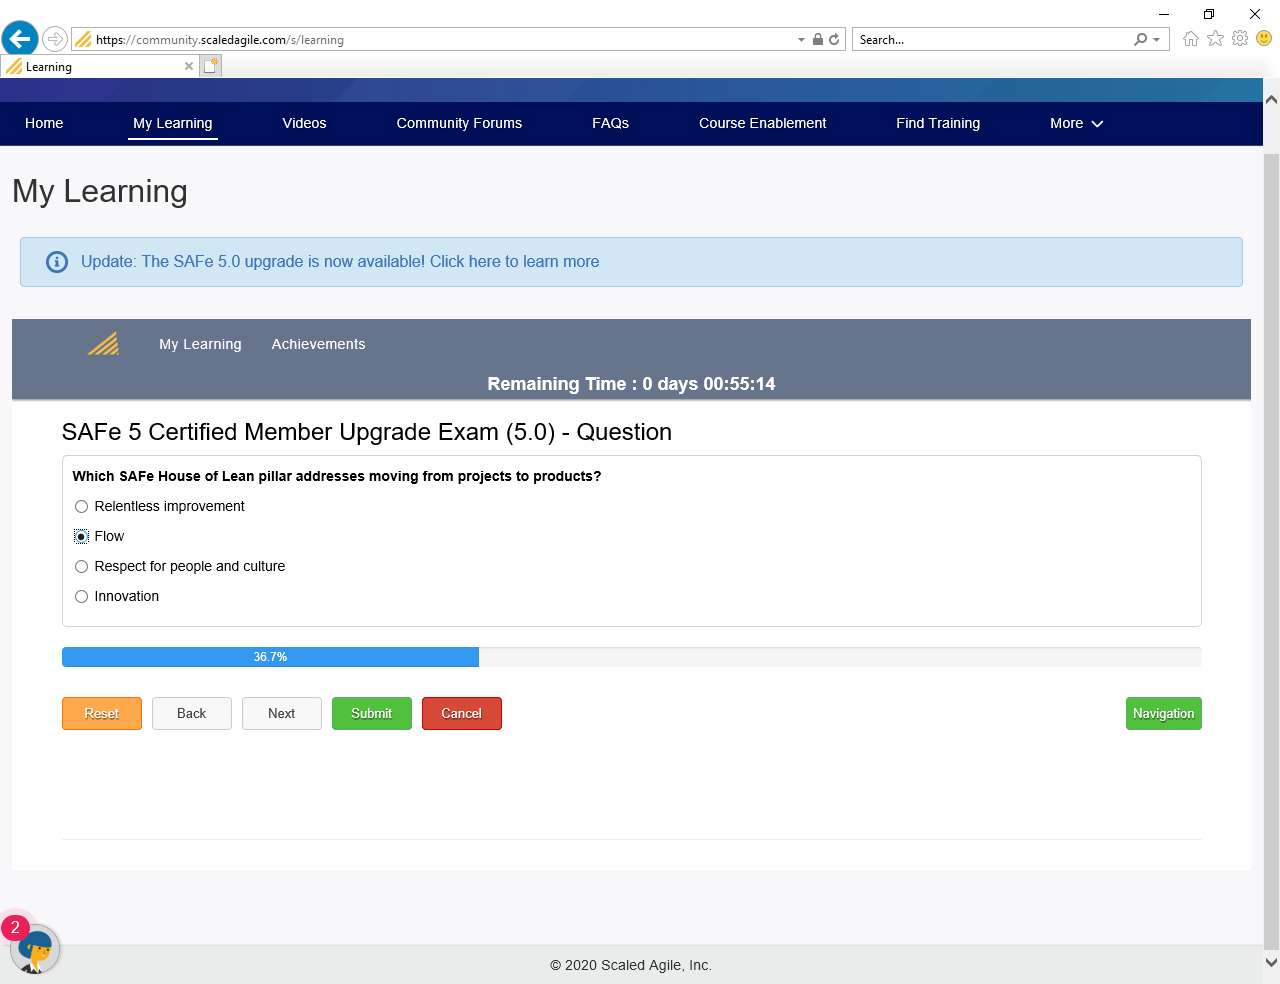 https://community.scaledagile.com/s/learning
Search...
Learning
Home My Learning Videos Community Forums FAQs Course Enablement Find Training More
My Learning
Update: The SAFe 5.0 upgrade is now available! Click here to learn more
My Learning Achievements
Remaining Time : 0 days 00:55:14
SAFe 5 Certified Member Upgrade Exam (5.0) - Question
Which SAFe House of Lean pillar addresses moving from projects to products?
Relentless improvement
Flow
Respect for people and culture
Innovation
36.7%
Reset Back Next Submit Cancel Navigation
2
© 2020 Scaled Agile, Inc.